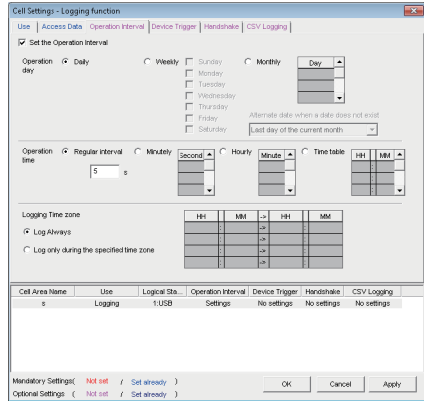 Cell Settings - Logging function
Use Access Data Operation Interval Device Trigger Handshake CSV Logging
Set the Operation Interval
Operation day Daily Weekly Sunday Monthly Day
Monday
Tuesday
Wednesday
Thursday
Friday Alternate date when a date does not exist
Saturday Last day of the current month
Operation time Regular interval Minutely Second Hourly Minute Time table HH : MM
5 s
Logging Time zone HH : MM -> HH : MM
Log Always
Log only during the specified time zone
Cell Area Name Use Logical Sta... Operation Interval Device Trigger Handshake CSV Logging
s Logging 1:USB Settings No settings No settings No settings
Mandatory Settings( Not set / Set already ) OK Cancel Apply
Optional Settings ( Not set / Set already )